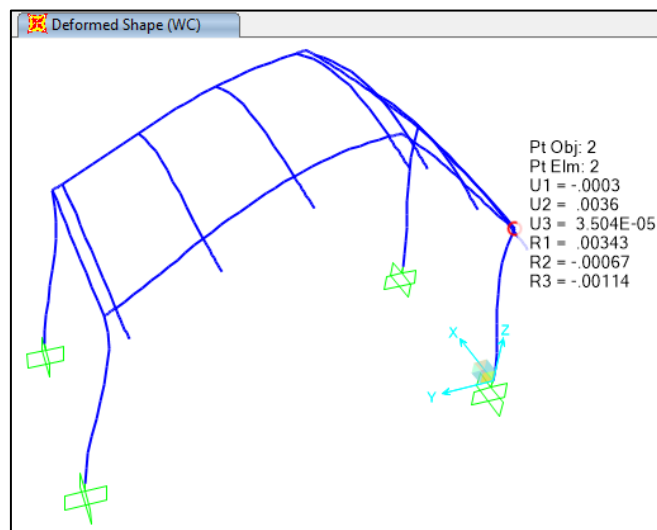 Deformed Shape (WC)
Pt Obj: 2
Pt Elm: 2
U1 = -.0003
U2 = .0036
U3 = 3.504E-05
R1 = .00343
R2 = -.00067
R3 = -.00114
X
Z
Y